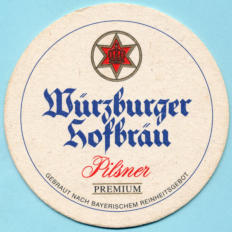 Würzburger
Hofbräu
Pilsner
PREMIUM
GEBRAUT NACH BAYERISCHEM REINHEITSGEBOT